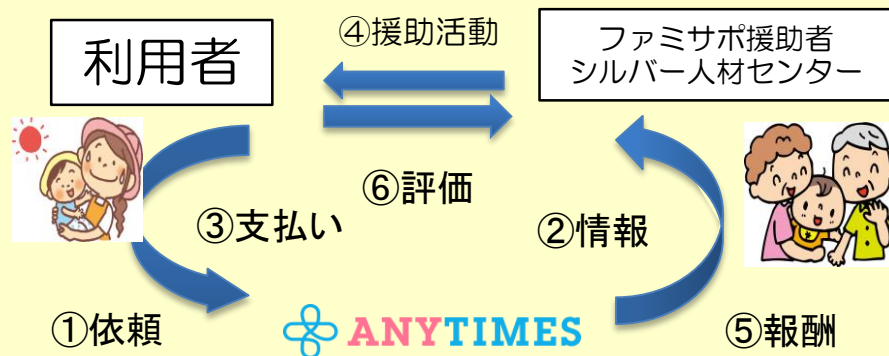 ④援助活動
利用者
ファミサポ援助者
シルバー人材センター
⑥評価
③支払い
②情報
①依頼
ANYTIMES
⑤報酬